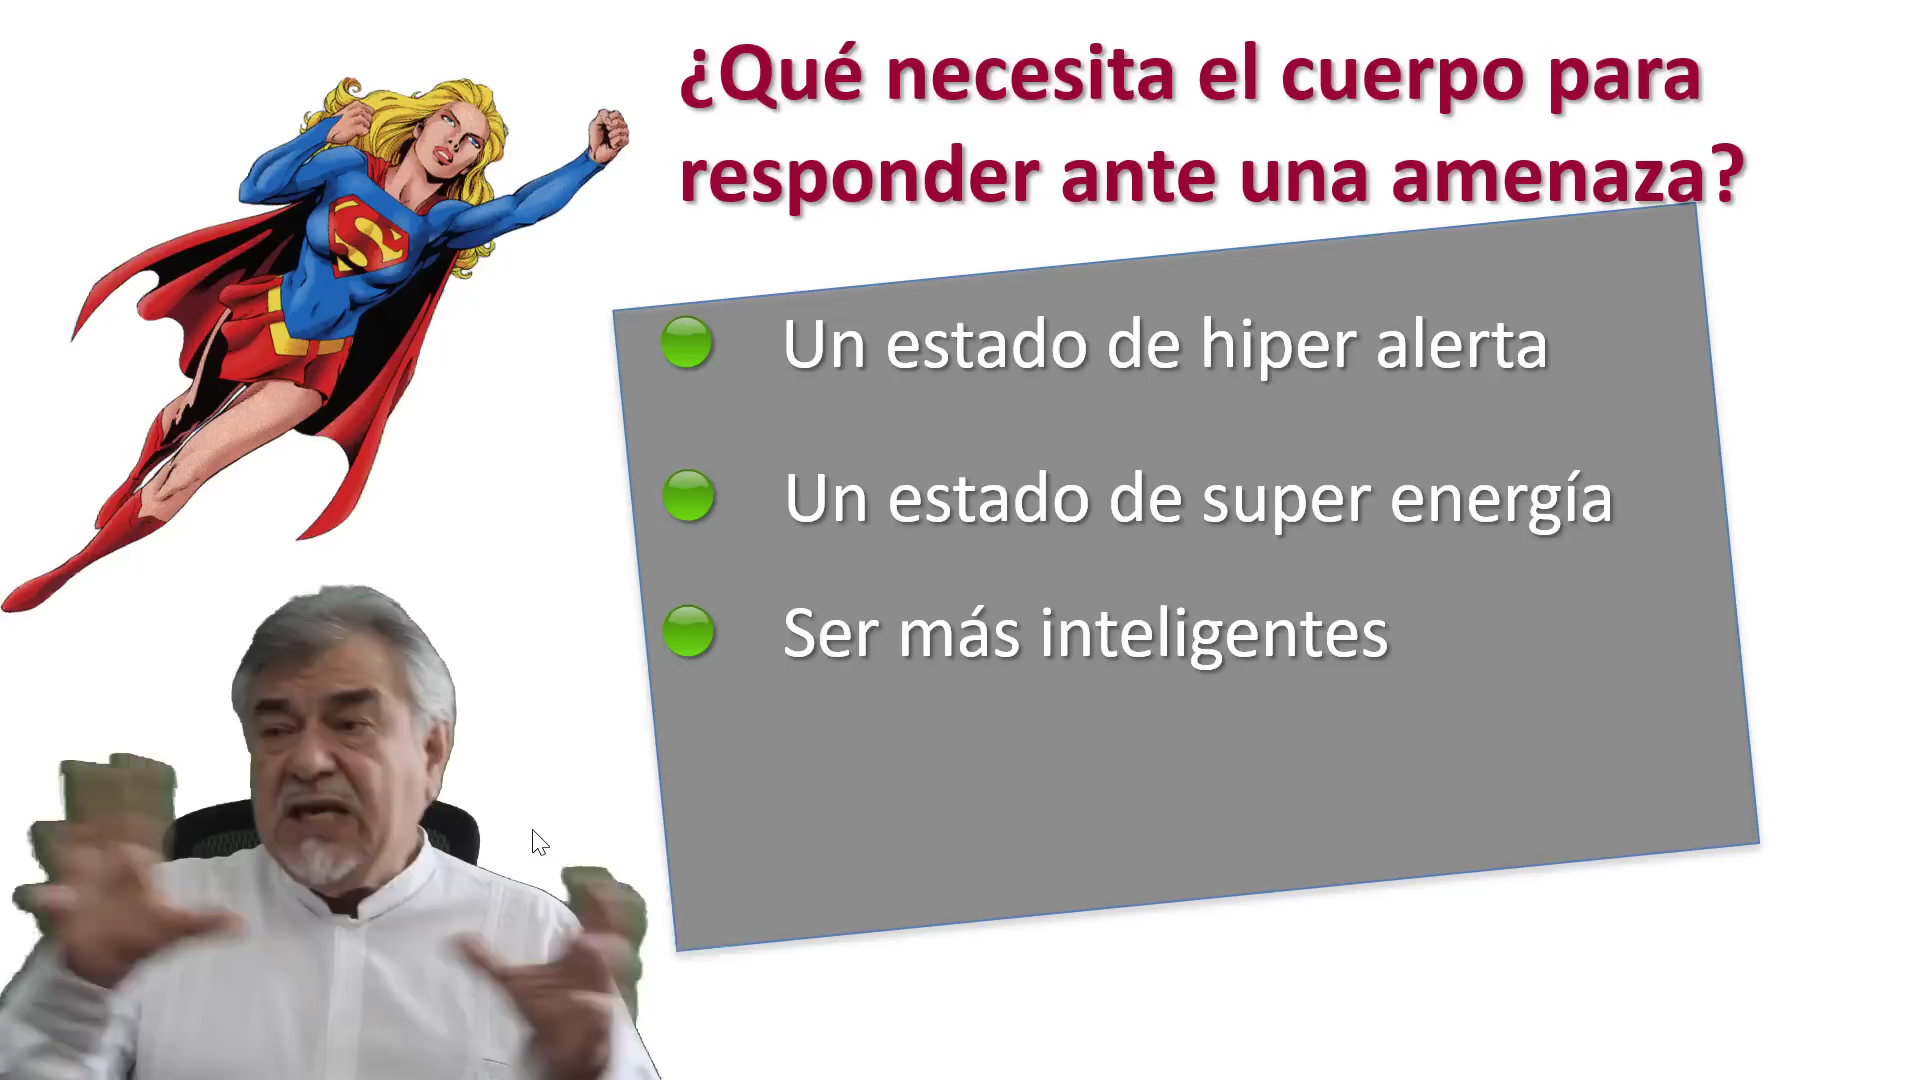 ¿Qué necesita el cuerpo para
responder ante una amenaza?
Un estado de hiper alerta
Un estado de super energía
Ser más inteligentes
S